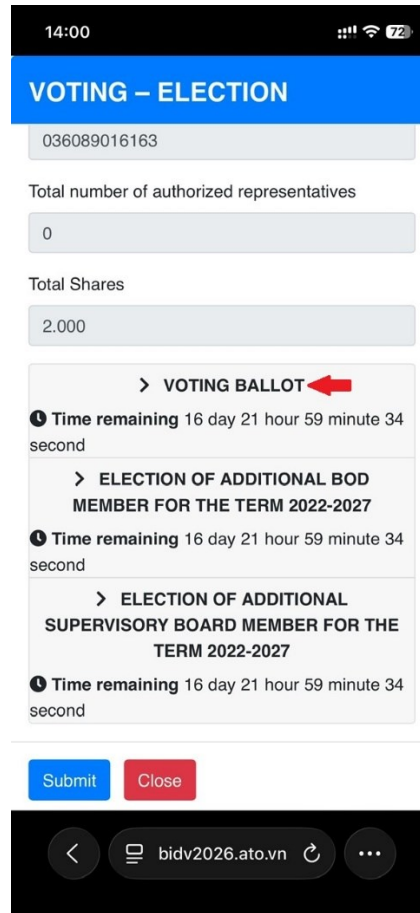 14:00
72
VOTING – ELECTION
036089016163
Total number of authorized representatives
0
Total Shares
2.000
VOTING BALLOT
Time remaining 16 day 21 hour 59 minute 34
second
ELECTION OF ADDITIONAL BOD
MEMBER FOR THE TERM 2022-2027
Time remaining 16 day 21 hour 59 minute 34
second
ELECTION OF ADDITIONAL
SUPERVISORY BOARD MEMBER FOR THE
TERM 2022-2027
Time remaining 16 day 21 hour 59 minute 34
second
Submit Close
bidv2026.ato.vn